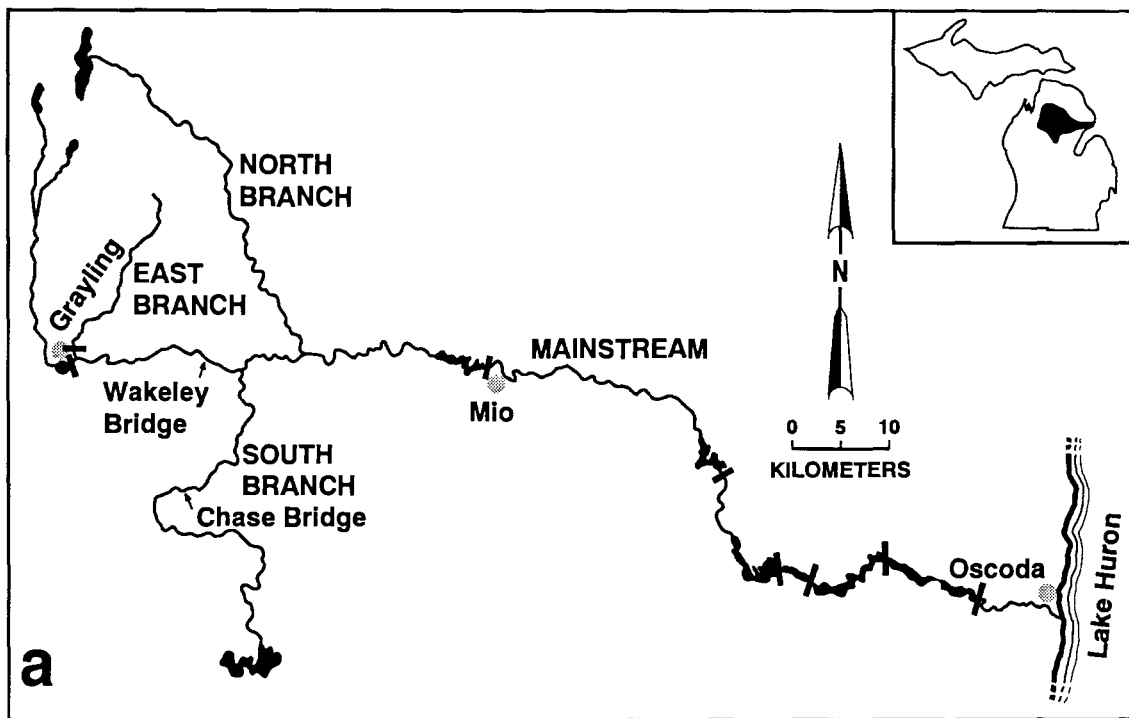 NORTH
BRANCH
Grayling
EAST
BRANCH
Wakeley
Bridge
MAINSTREAM
Mio
N
0 5 10
KILOMETERS
SOUTH
BRANCH
Chase Bridge
Oscoda
Lake Huron
a